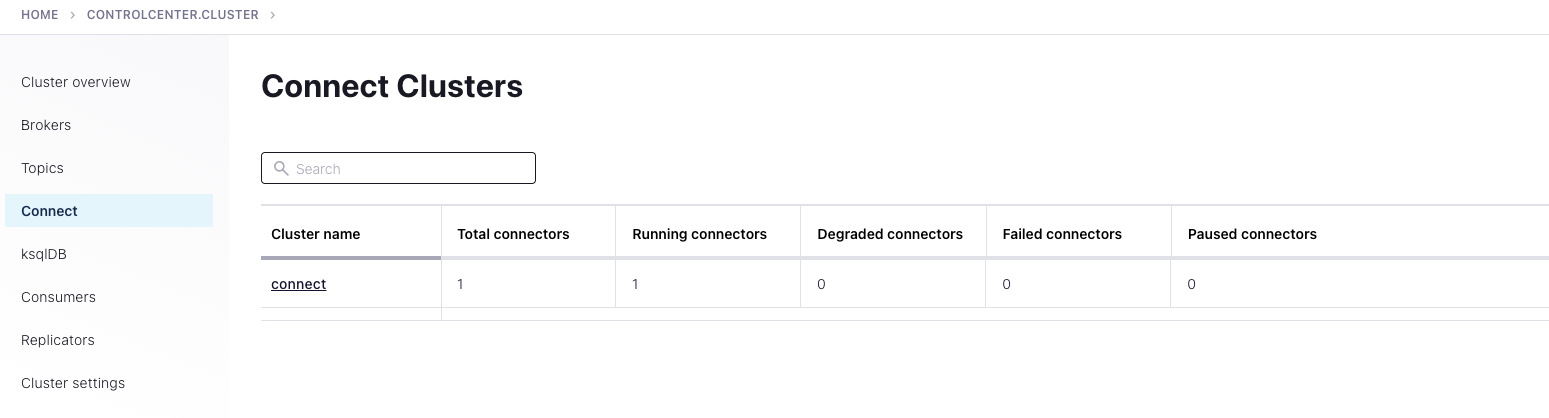 HOME > CONTROLCENTER.CLUSTER >
Cluster overview
Brokers
Topics
Connect
ksqlDB
Consumers
Replicators
Cluster settings
Connect Clusters
Search
Cluster name Total connectors Running connectors Degraded connectors Failed connectors Paused connectors
connect 1 1 0 0 0